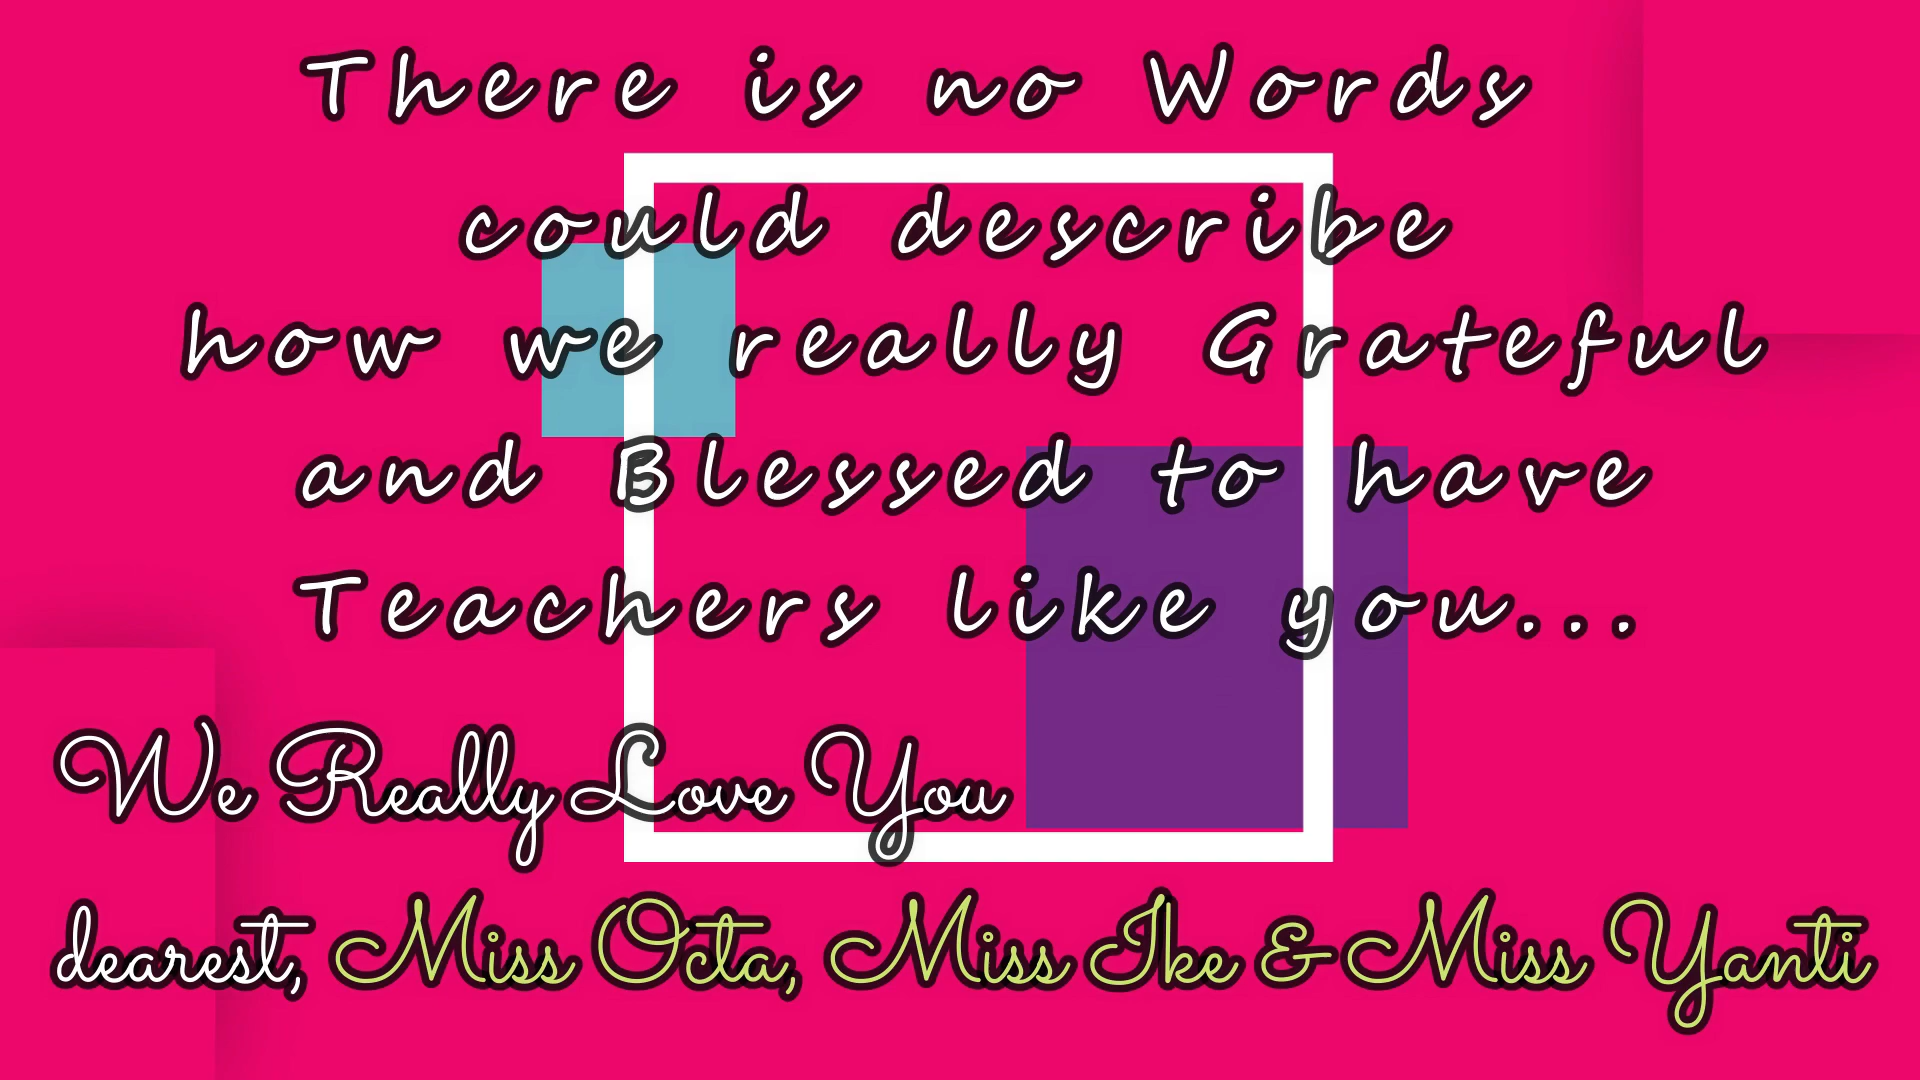 There is no Words
could describe
how we really Grateful
and Blessed to have
Teachers like you...
We Really Love You
dearest, Miss Octa, Miss Ike & Miss Yanti